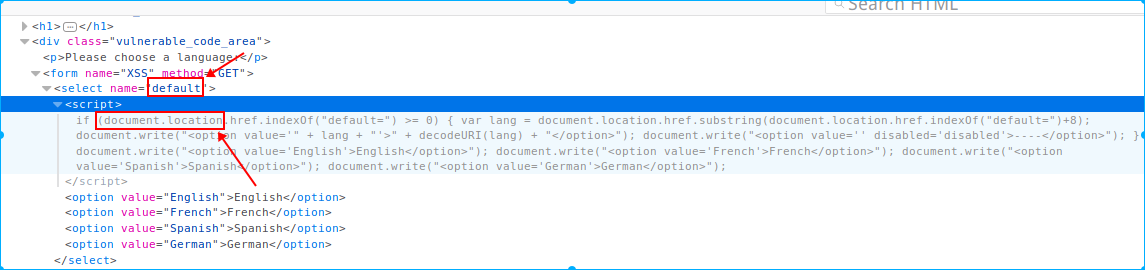 Search HTML
<h1>…</h1>
<div class="vulnerable_code_area">
<p>Please choose a language:</p>
<form name="XSS" method="GET">
<select name="default">
<script>
if (document.location.href.indexOf("default=") >= 0) { var lang = document.location.href.substring(document.location.href.indexOf("default=")+8);
document.write("<option value='" + lang + "'>" + decodeURI(lang) + "</option>"); document.write("<option value='' disabled='disabled'>----</option>"); }
document.write("<option value='English'>English</option>"); document.write("<option value='French'>French</option>"); document.write("<option
value='Spanish'>Spanish</option>"); document.write("<option value='German'>German</option>");
</script>
<option value="English">English</option>
<option value="French">French</option>
<option value="Spanish">Spanish</option>
<option value="German">German</option>
</select>